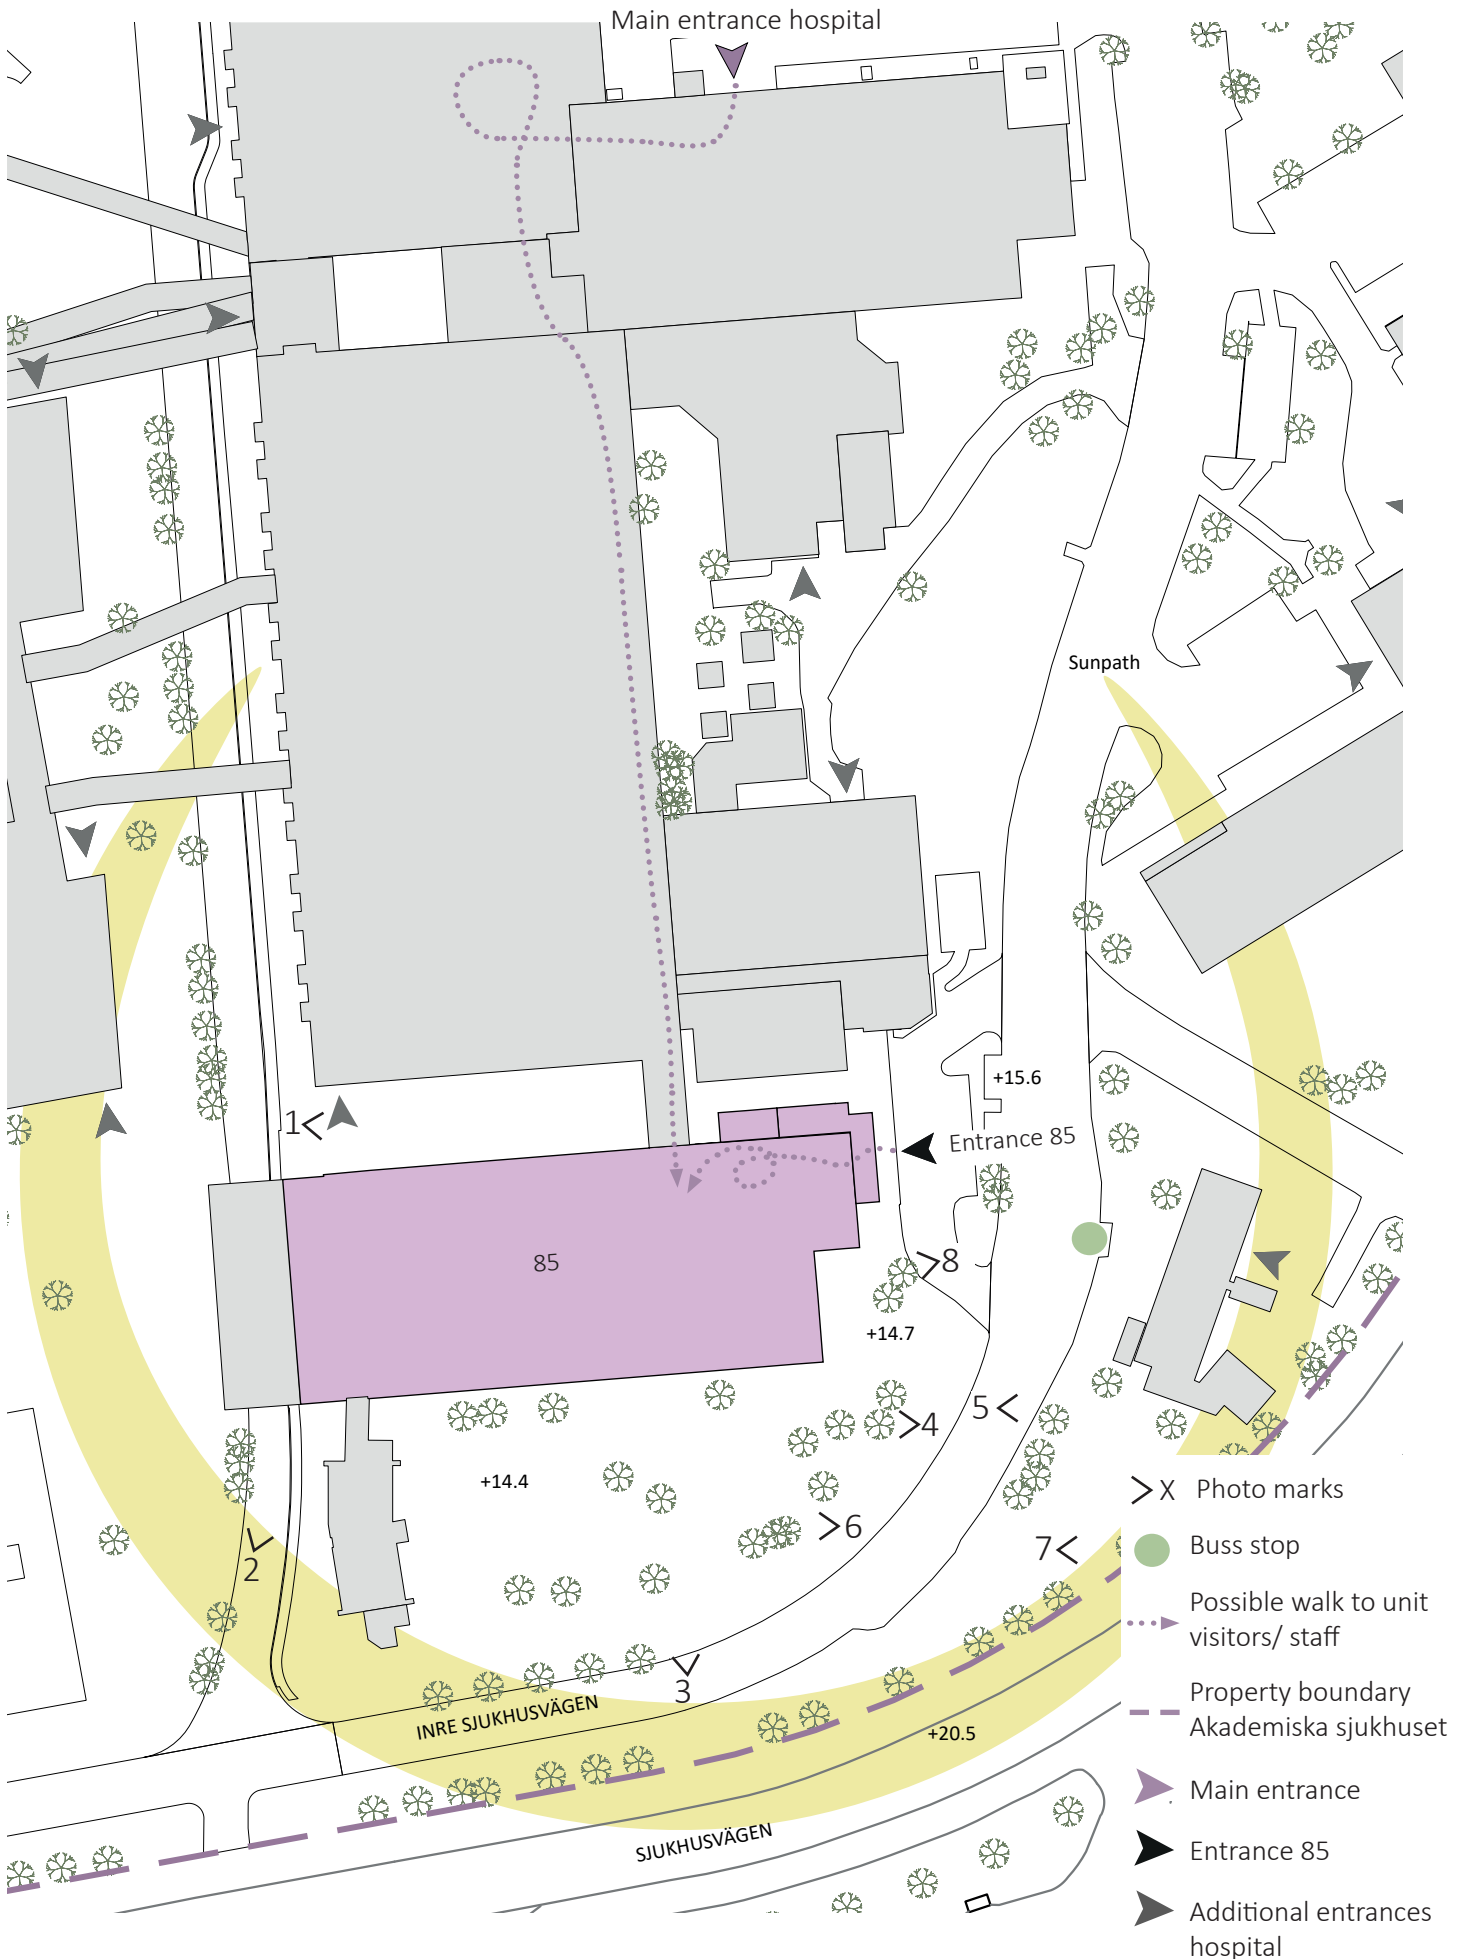 Main entrance hospital
Sunpath
+15.6
1
Entrance 85
85
8
+14.7
5
4
+14.4
6
7
2
3
INRE SJUKHUSVÄGEN
+20.5
SJUKHUSVÄGEN
X Photo marks
Buss stop
Possible walk to unit
visitors/ staff
Property boundary
Akademiska sjukhuset
Main entrance
Entrance 85
Additional entrances
hospital